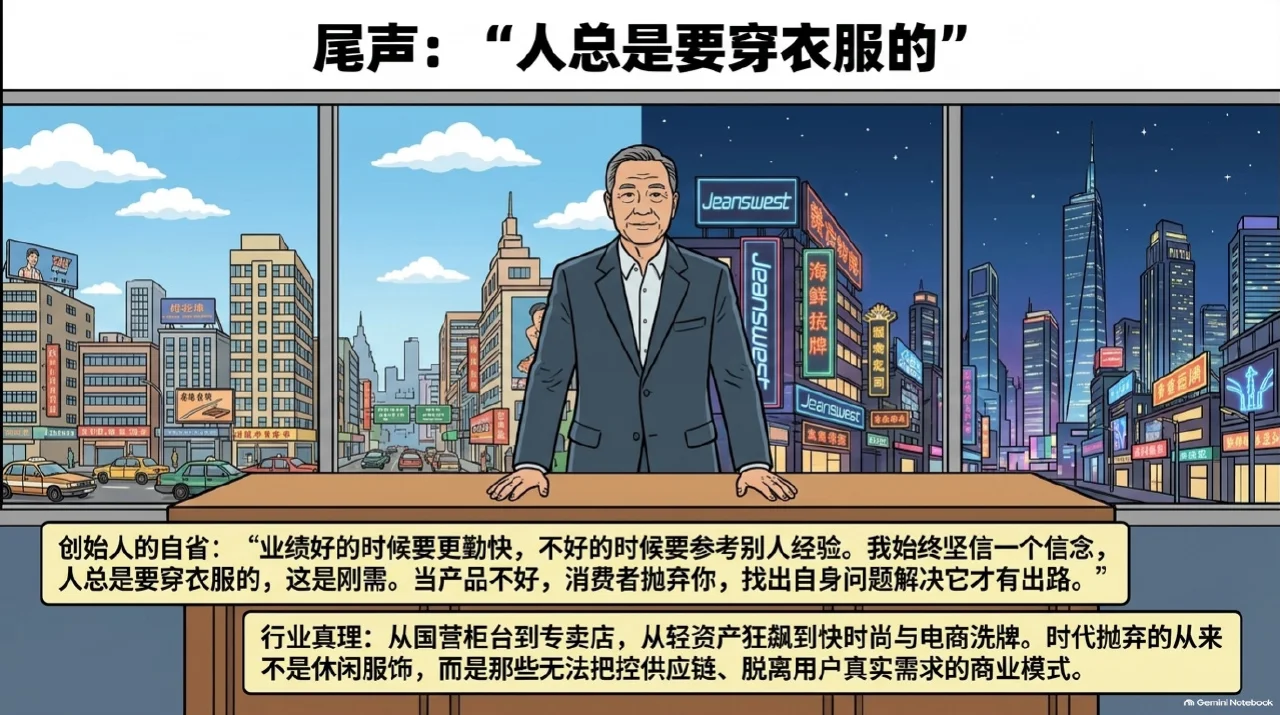 尾声：“人总是要穿衣服的”
Jeanswest
Jeanswest
海鲜
牌
Jeanswest
创始人的自省：“业绩好的时候要更勤快，不好的时候要参考别人经验。我始终坚信一个信念，
人总是要穿衣服的，这是刚需。当产品不好，消费者抛弃你，找出自身问题解决它才有出路。”
行业真理：从国营柜台到专卖店，从轻资产狂飙到快时尚与电商洗牌。时代抛弃的从来
不是休闲服饰，而是那些无法把控供应链、脱离用户真实需求的商业模式。
Gemini Notebook